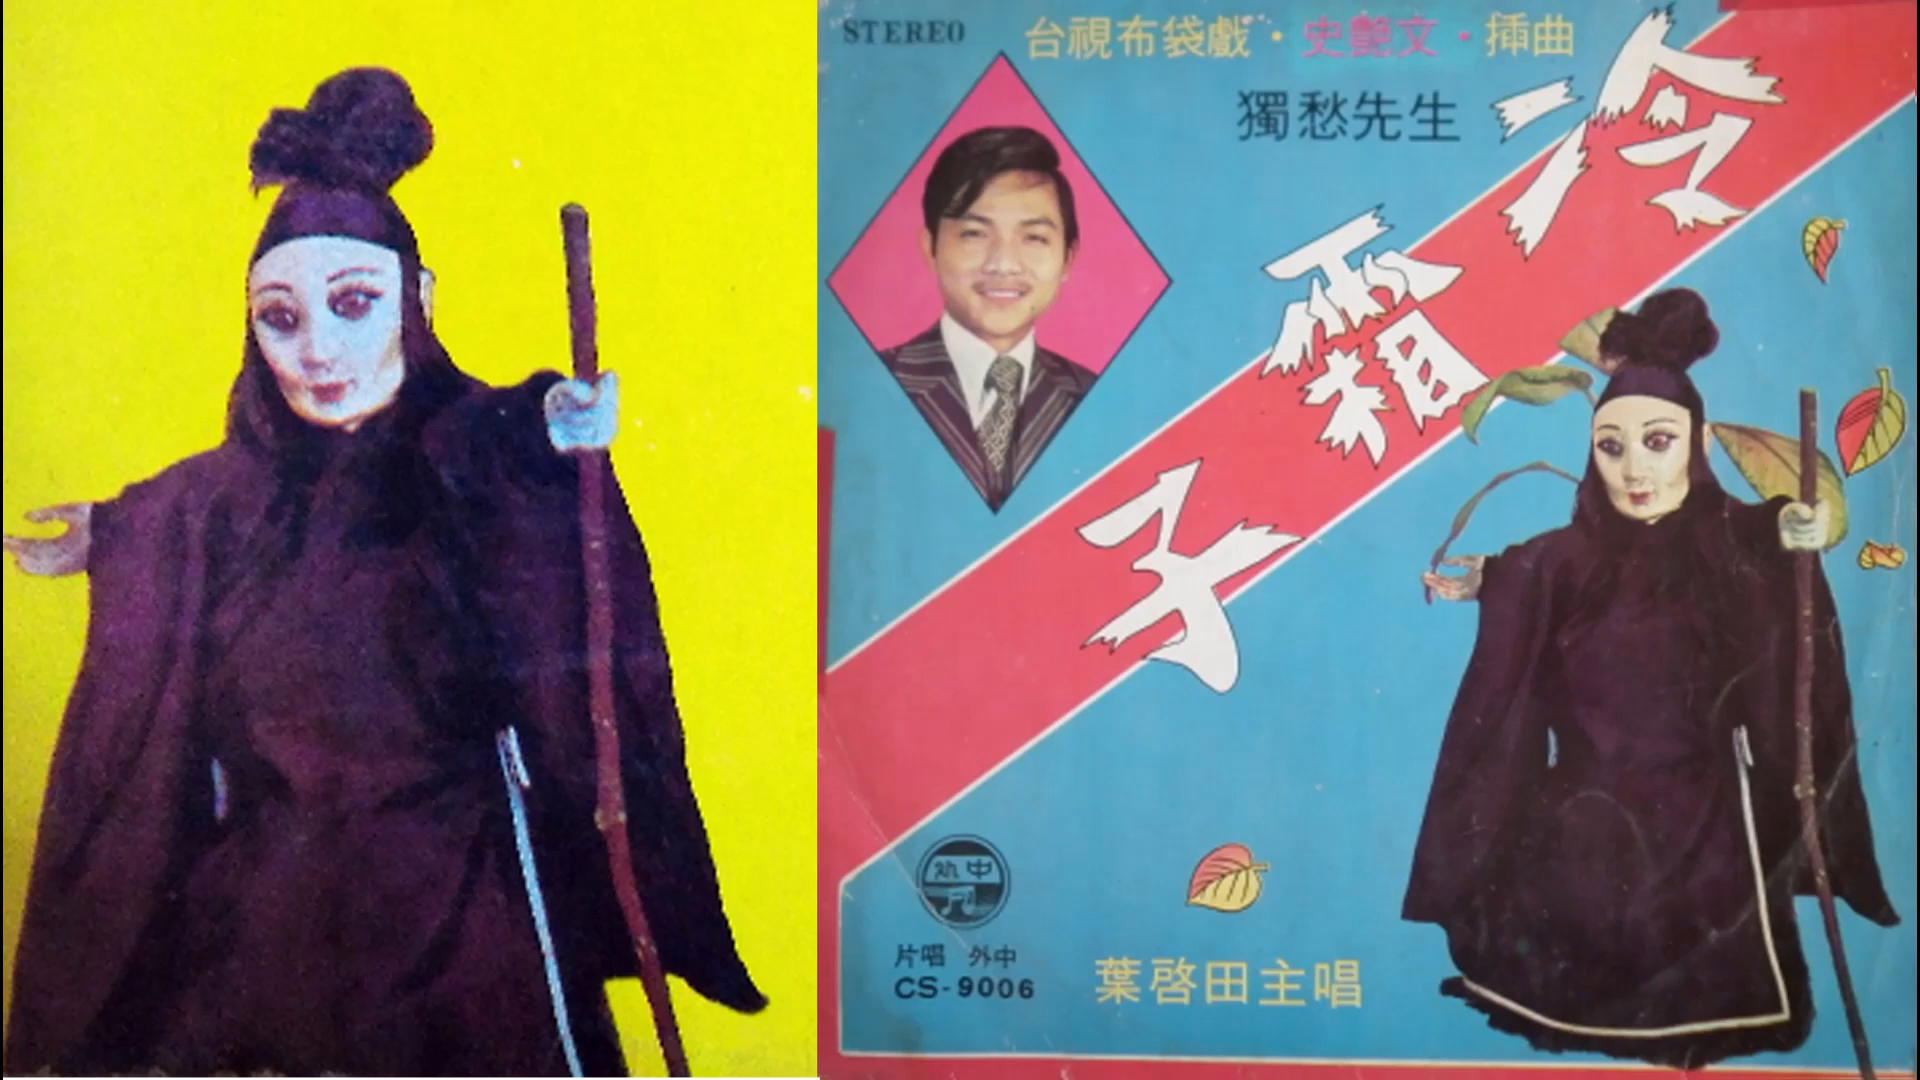 STEREO
台視布袋戲・史艷文・插曲
獨愁先生
冷霜子
中外
片唱 外中
CS-9006
葉啓田主唱